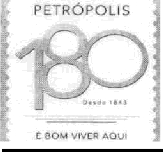 PETRÓPOLIS
180
Desde 1843
É BOM VIVER AQUI